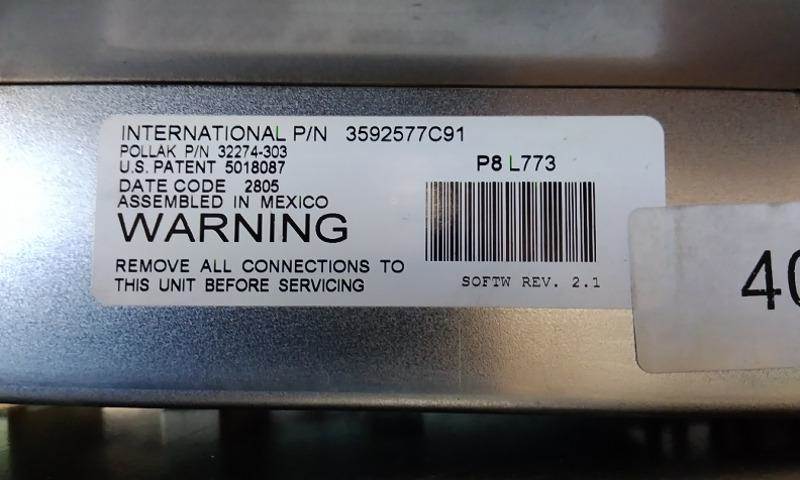 INTERNATIONAL P/N 3592577C91
POLLAK P/N 32274-303
U.S. PATENT 5018087
DATE CODE 2805
ASSEMBLED IN MEXICO
WARNING
REMOVE ALL CONNECTIONS TO
THIS UNIT BEFORE SERVICING
P8 L773
SOFTW REV. 2.1